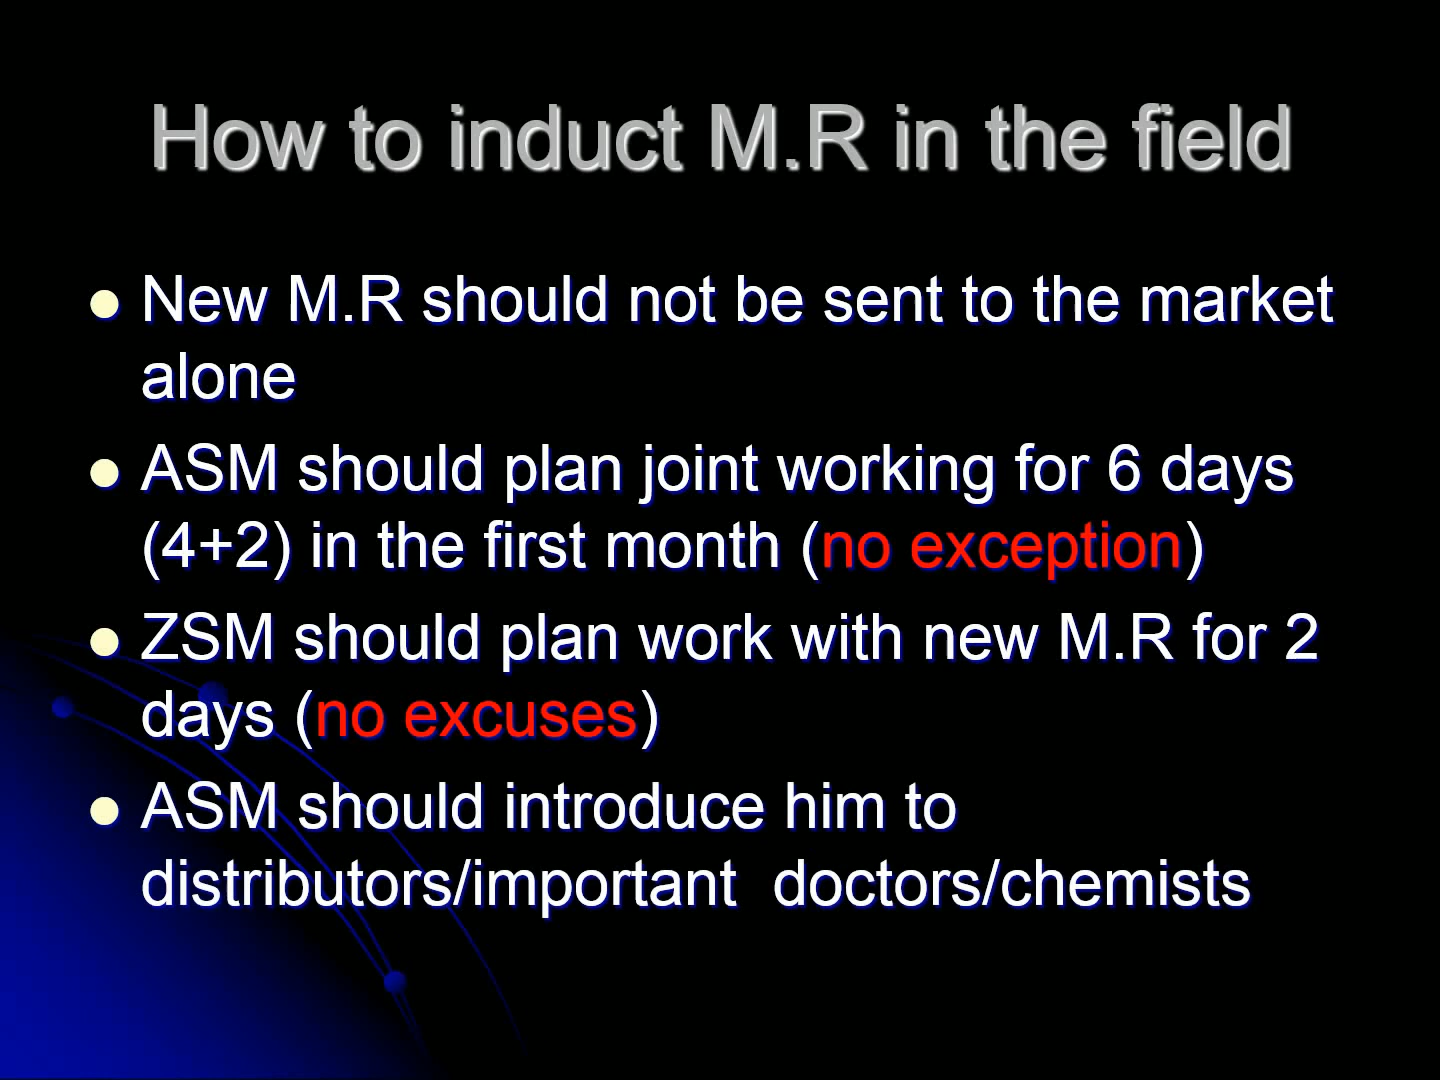 How to induct M.R in the field
New M.R should not be sent to the market
alone
ASM should plan joint working for 6 days
(4+2) in the first month (no exception)
ZSM should plan work with new M.R for 2
days (no excuses)
ASM should introduce him to
distributors/important  doctors/chemists